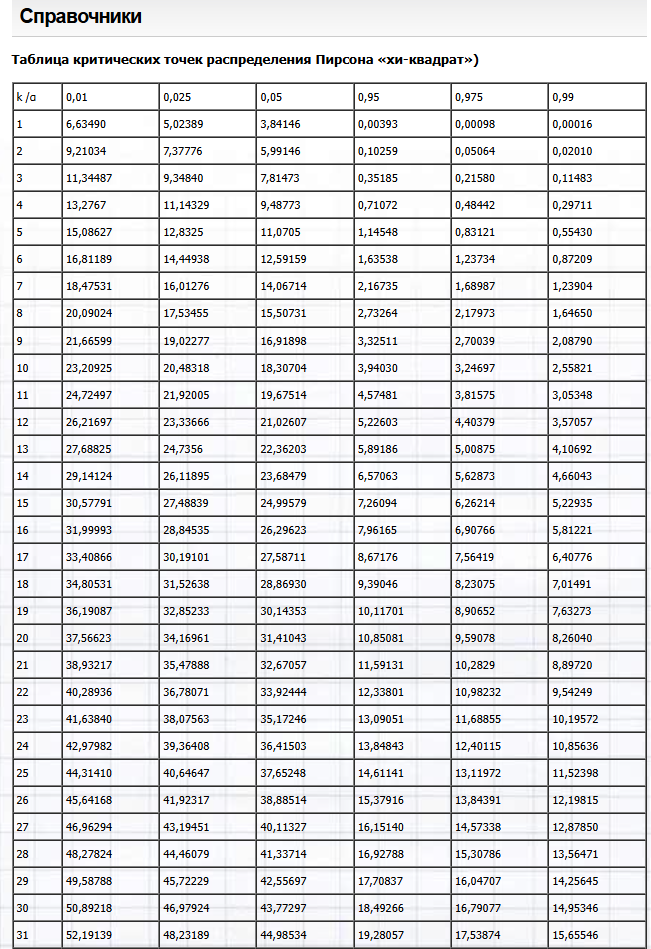 Справочники
Таблица критических точек распределения Пирсона «хи-квадрат»)
k /α 0,01 0,025 0,05 0,95 0,975 0,99
1 6,63490 5,02389 3,84146 0,00393 0,00098 0,00016
2 9,21034 7,37776 5,99146 0,10259 0,05064 0,02010
3 11,34487 9,34840 7,81473 0,35185 0,21580 0,11483
4 13,2767 11,14329 9,48773 0,71072 0,48442 0,29711
5 15,08627 12,8325 11,0705 1,14548 0,83121 0,55430
6 16,81189 14,44938 12,59159 1,63538 1,23734 0,87209
7 18,47531 16,01276 14,06714 2,16735 1,68987 1,23904
8 20,09024 17,53455 15,50731 2,73264 2,17973 1,64650
9 21,66599 19,02277 16,91898 3,32511 2,70039 2,08790
10 23,20925 20,48318 18,30704 3,94030 3,24697 2,55821
11 24,72497 21,92005 19,67514 4,57481 3,81575 3,05348
12 26,21697 23,33666 21,02607 5,22603 4,40379 3,57057
13 27,68825 24,7356 22,36203 5,89186 5,00875 4,10692
14 29,14124 26,11895 23,68479 6,57063 5,62873 4,66043
15 30,57791 27,48839 24,99579 7,26094 6,26214 5,22935
16 31,99993 28,84535 26,29623 7,96165 6,90766 5,81221
17 33,40866 30,19101 27,58711 8,67176 7,56419 6,40776
18 34,80531 31,52638 28,86930 9,39046 8,23075 7,01491
19 36,19087 32,85233 30,14353 10,11701 8,90652 7,63273
20 37,56623 34,16961 31,41043 10,85081 9,59078 8,26040
21 38,93217 35,47888 32,67057 11,59131 10,2829 8,89720
22 40,28936 36,78071 33,92444 12,33801 10,98232 9,54249
23 41,63840 38,07563 35,17246 13,09051 11,68855 10,19572
24 42,97982 39,36408 36,41503 13,84843 12,40115 10,85636
25 44,31410 40,64647 37,65248 14,61141 13,11972 11,52398
26 45,64168 41,92317 38,88514 15,37916 13,84391 12,19815
27 46,96294 43,19451 40,11327 16,15140 14,57338 12,87850
28 48,27824 44,46079 41,33714 16,92788 15,30786 13,56471
29 49,58788 45,72229 42,55697 17,70837 16,04707 14,25645
30 50,89218 46,97924 43,77297 18,49266 16,79077 14,95346
31 52,19139 48,23189 44,98534 19,28057 17,53874 15,65546